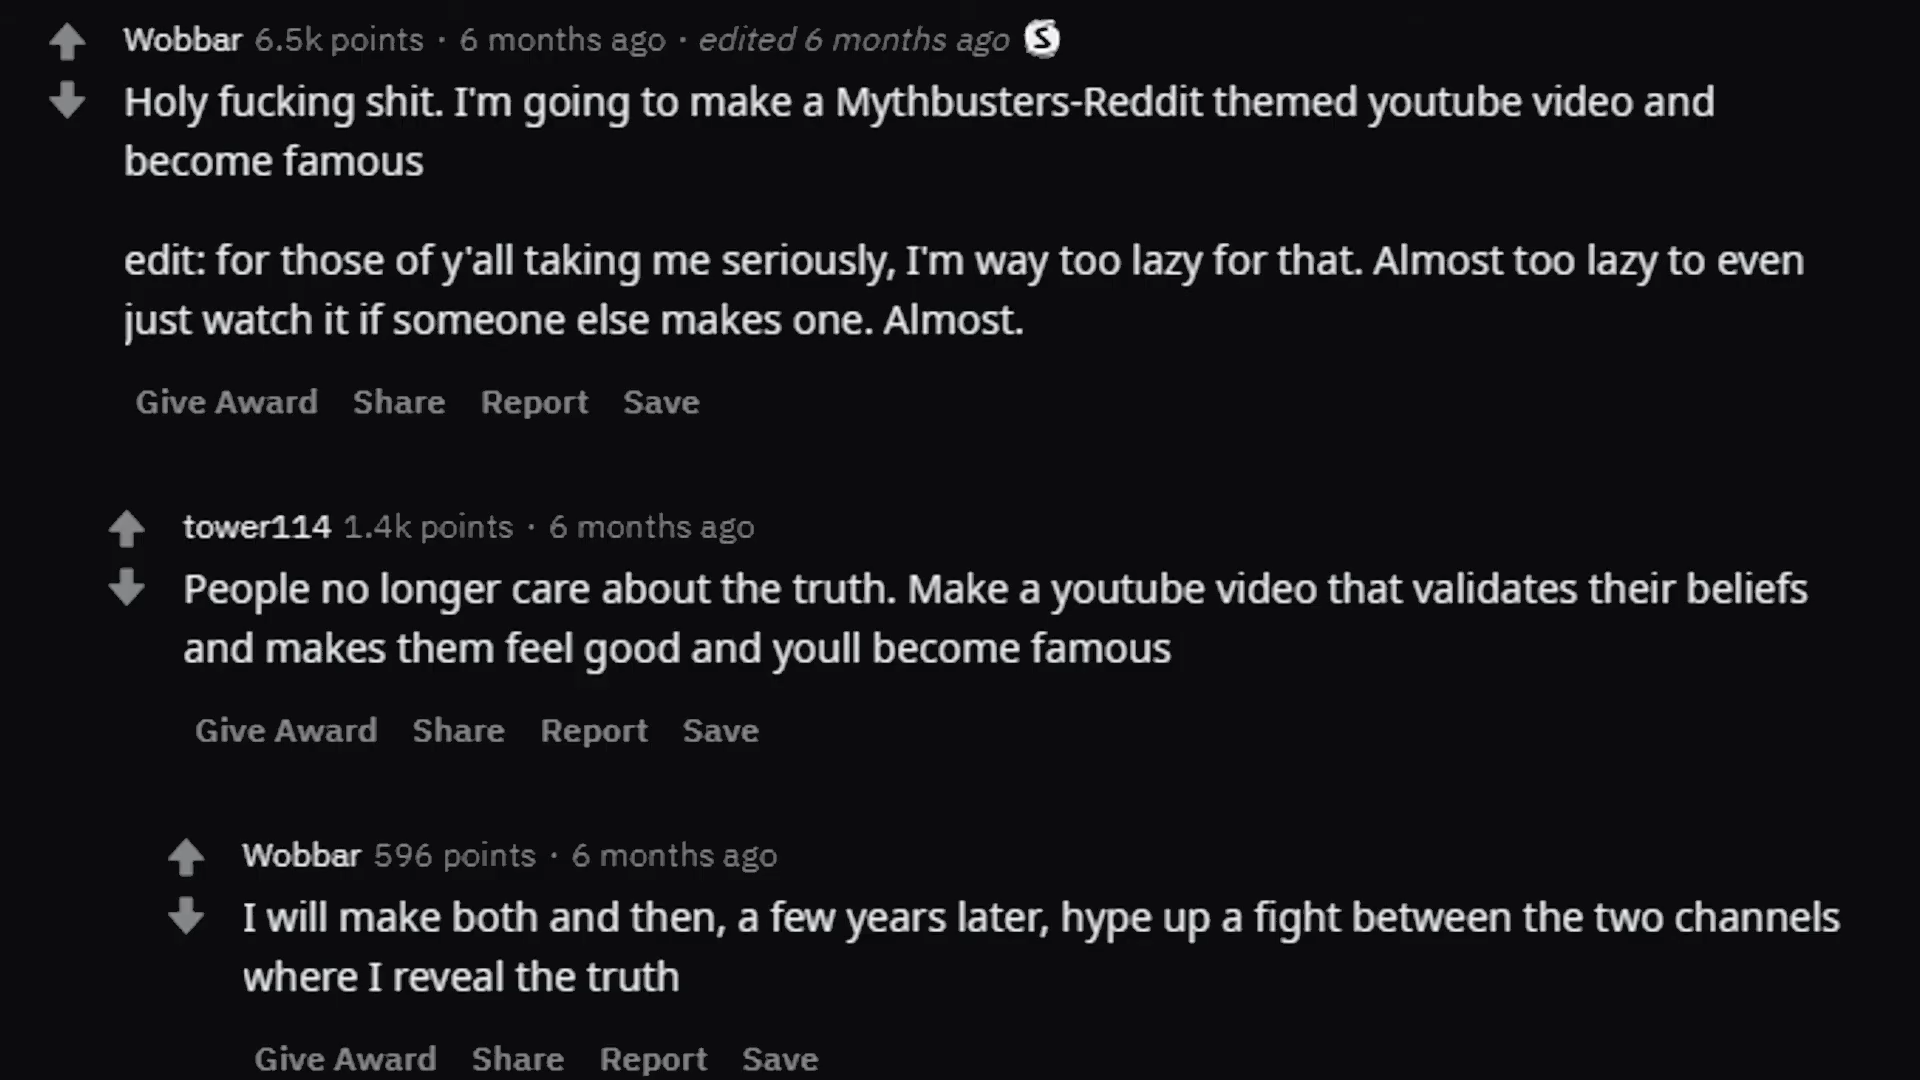 Wobbar 6.5k points · 6 months ago · edited 6 months ago S
Holy fucking shit. I'm going to make a Mythbusters-Reddit themed youtube video and
become famous
edit: for those of y'all taking me seriously, I'm way too lazy for that. Almost too lazy to even
just watch it if someone else makes one. Almost.
Give Award Share Report Save
tower114 1.4k points · 6 months ago
People no longer care about the truth. Make a youtube video that validates their beliefs
and makes them feel good and youll become famous
Give Award Share Report Save
Wobbar 596 points · 6 months ago
I will make both and then, a few years later, hype up a fight between the two channels
where I reveal the truth
Give Award Share Report Save